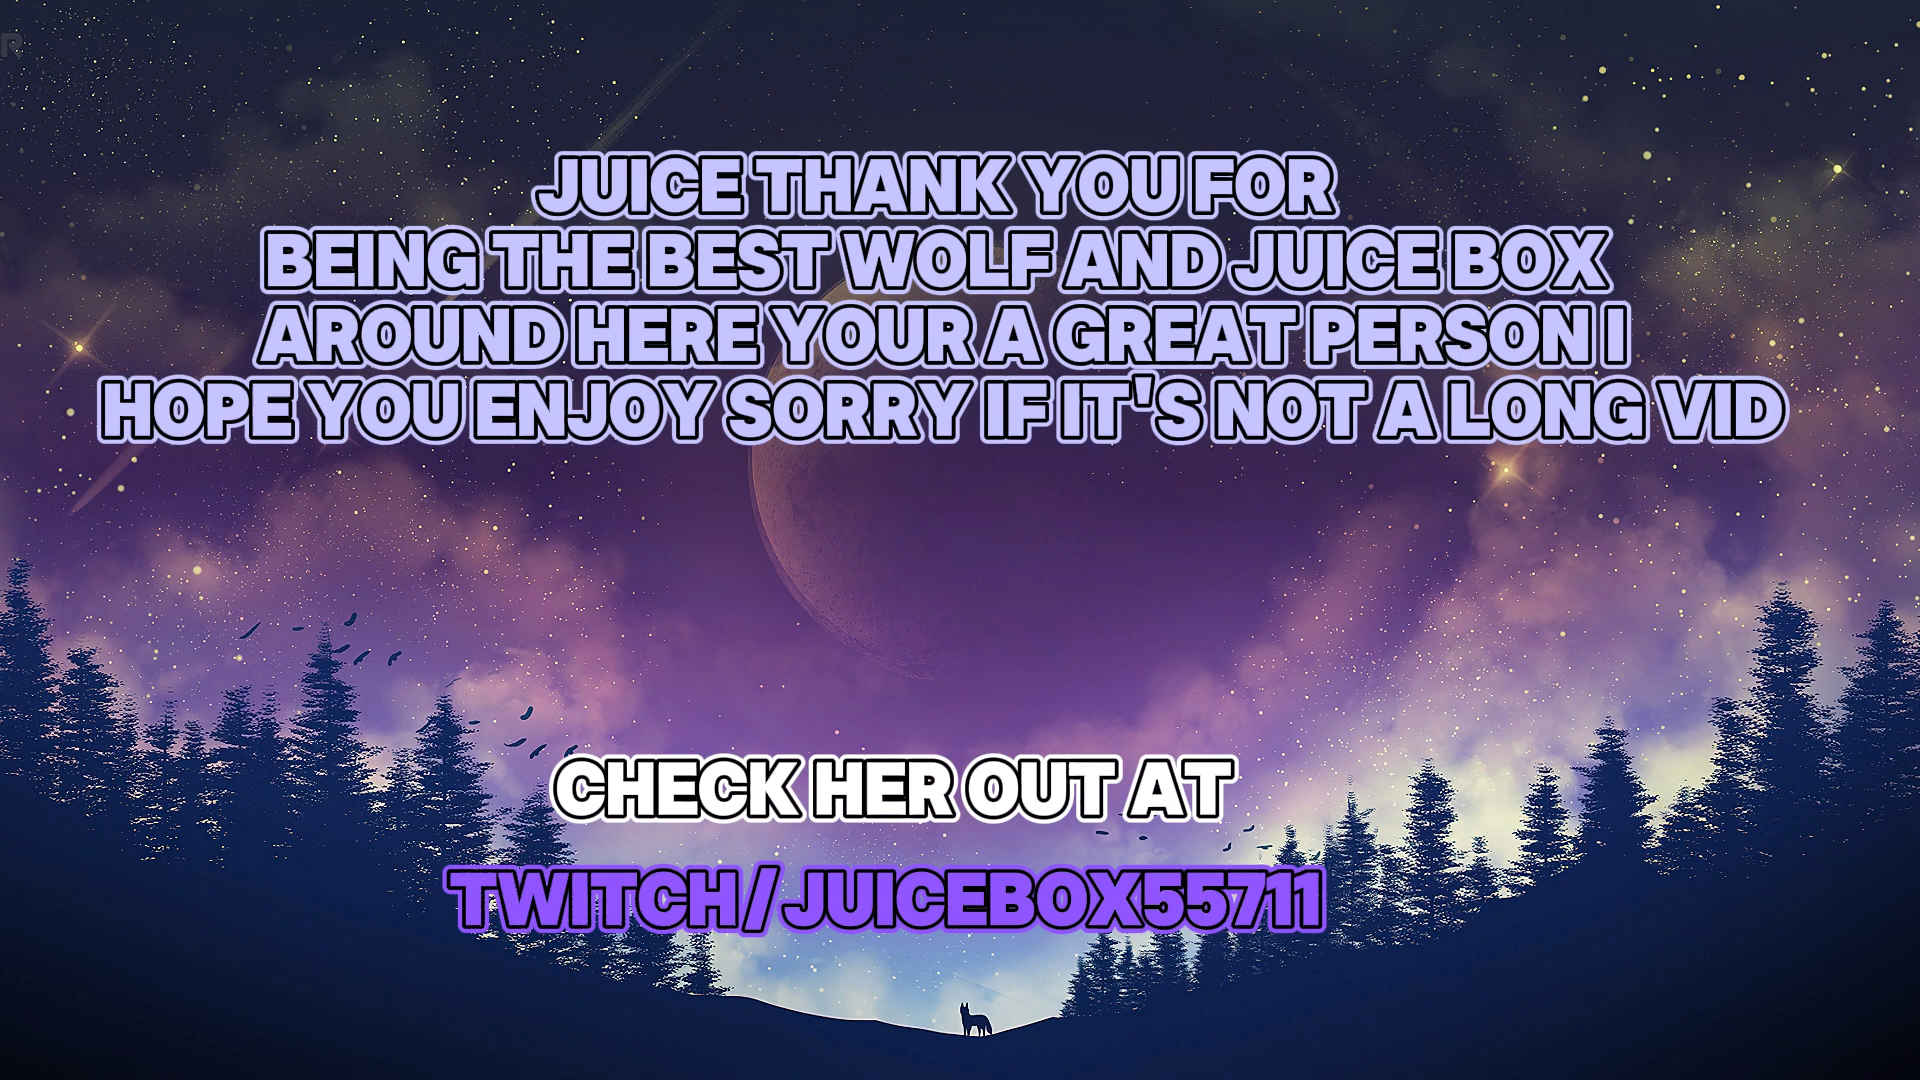 JUICE THANK YOU FOR
BEING THE BEST WOLF AND JUICE BOX
AROUND HERE YOUR A GREAT PERSON I
HOPE YOU ENJOY SORRY IF IT'S NOT A LONG VID
CHECK HER OUT AT
TWITCH/JUICEBOX55711